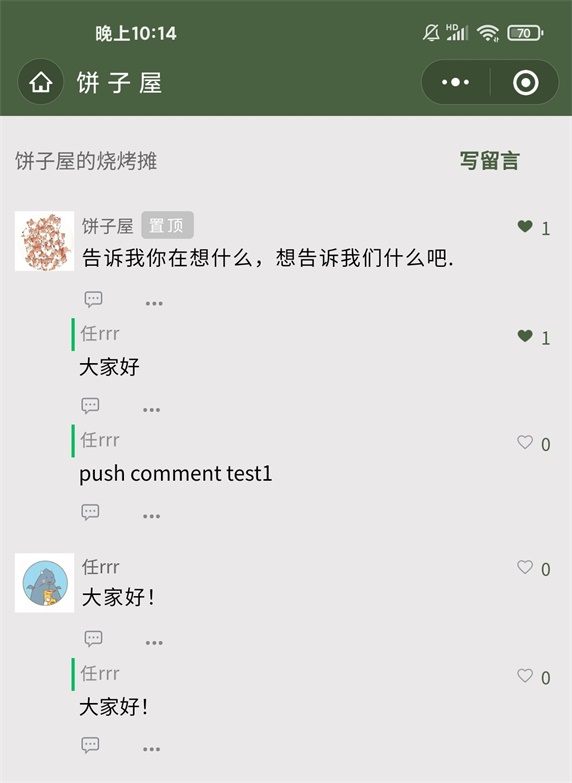 晚上10:14
HD
70
饼子屋
饼子屋的烧烤摊
写留言
饼子屋 置顶
1
告诉我你在想什么，想告诉我们什么吧.
任rrr
1
大家好
任rrr
0
push comment test1
任rrr
0
大家好！
任rrr
0
大家好！